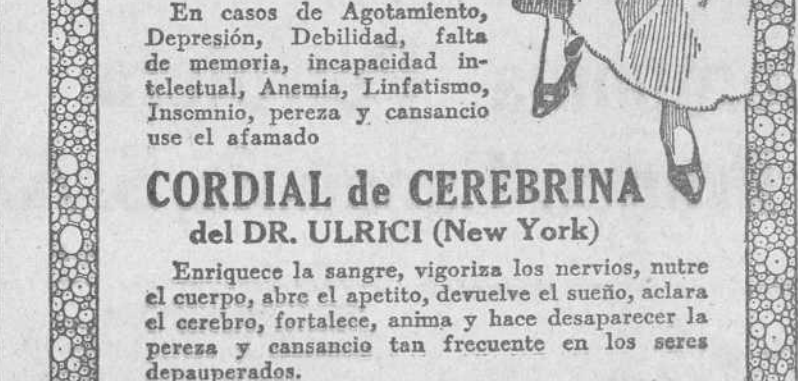 En casos de Agotamiento,
Depresión, Debilidad, falta
de memoria, incapacidad in-
telectual, Anemia, Linfatismo,
Insomnio, pereza y cansancio
use el afamado
CORDIAL de CEREBRINA
del DR. ULRICI (New York)
Enriquece la sangre, vigoriza los nervios, nutre
el cuerpo, abre el apetito, devuelve el sueño, aclara
el cerebro, fortalece, anima y hace desaparecer la
pereza y cansancio tan frecuente en los seres
depauperados.